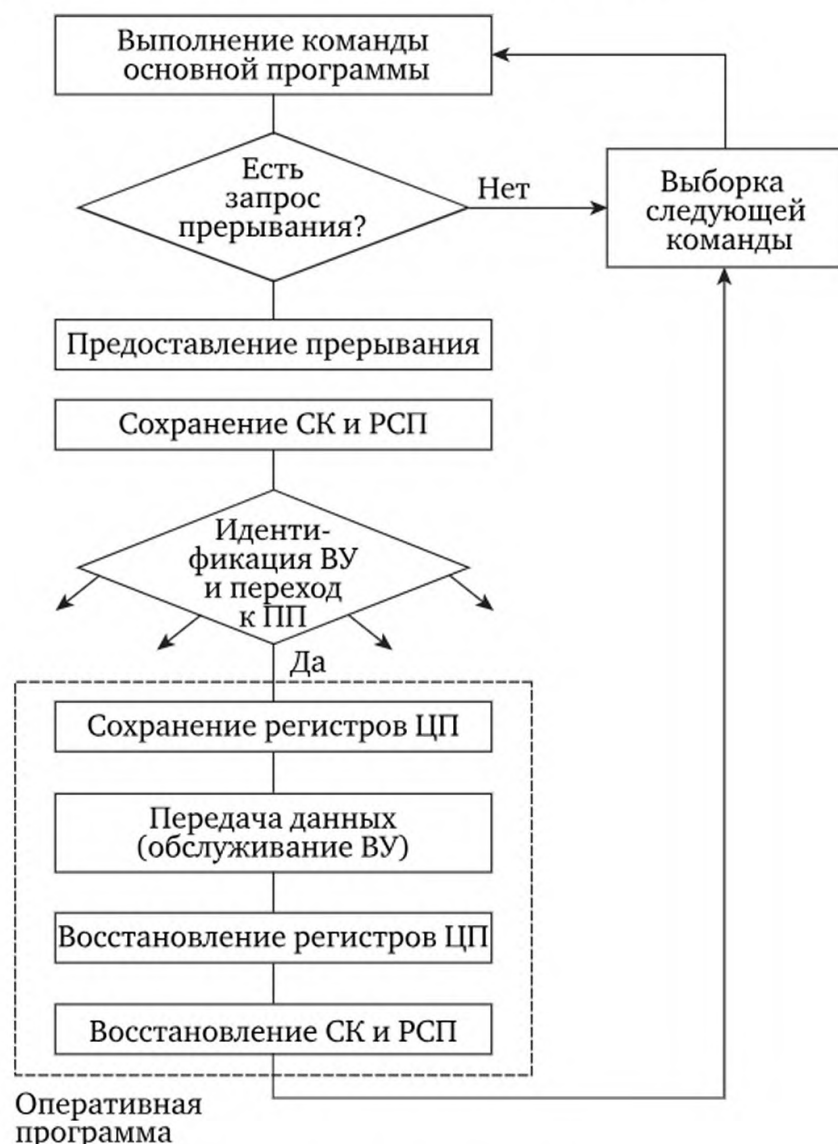 Выполнение команды
основной программы
Есть
запрос
прерывания?
Нет
Выборка
следующей
команды
Предоставление прерывания
Сохранение СК и РСП
Иденти-
фикация ВУ
и переход
к ПП
Да
Сохранение регистров ЦП
Передача данных
(обслуживание ВУ)
Восстановление регистров ЦП
Восстановление СК и РСП
Оперативная
программа